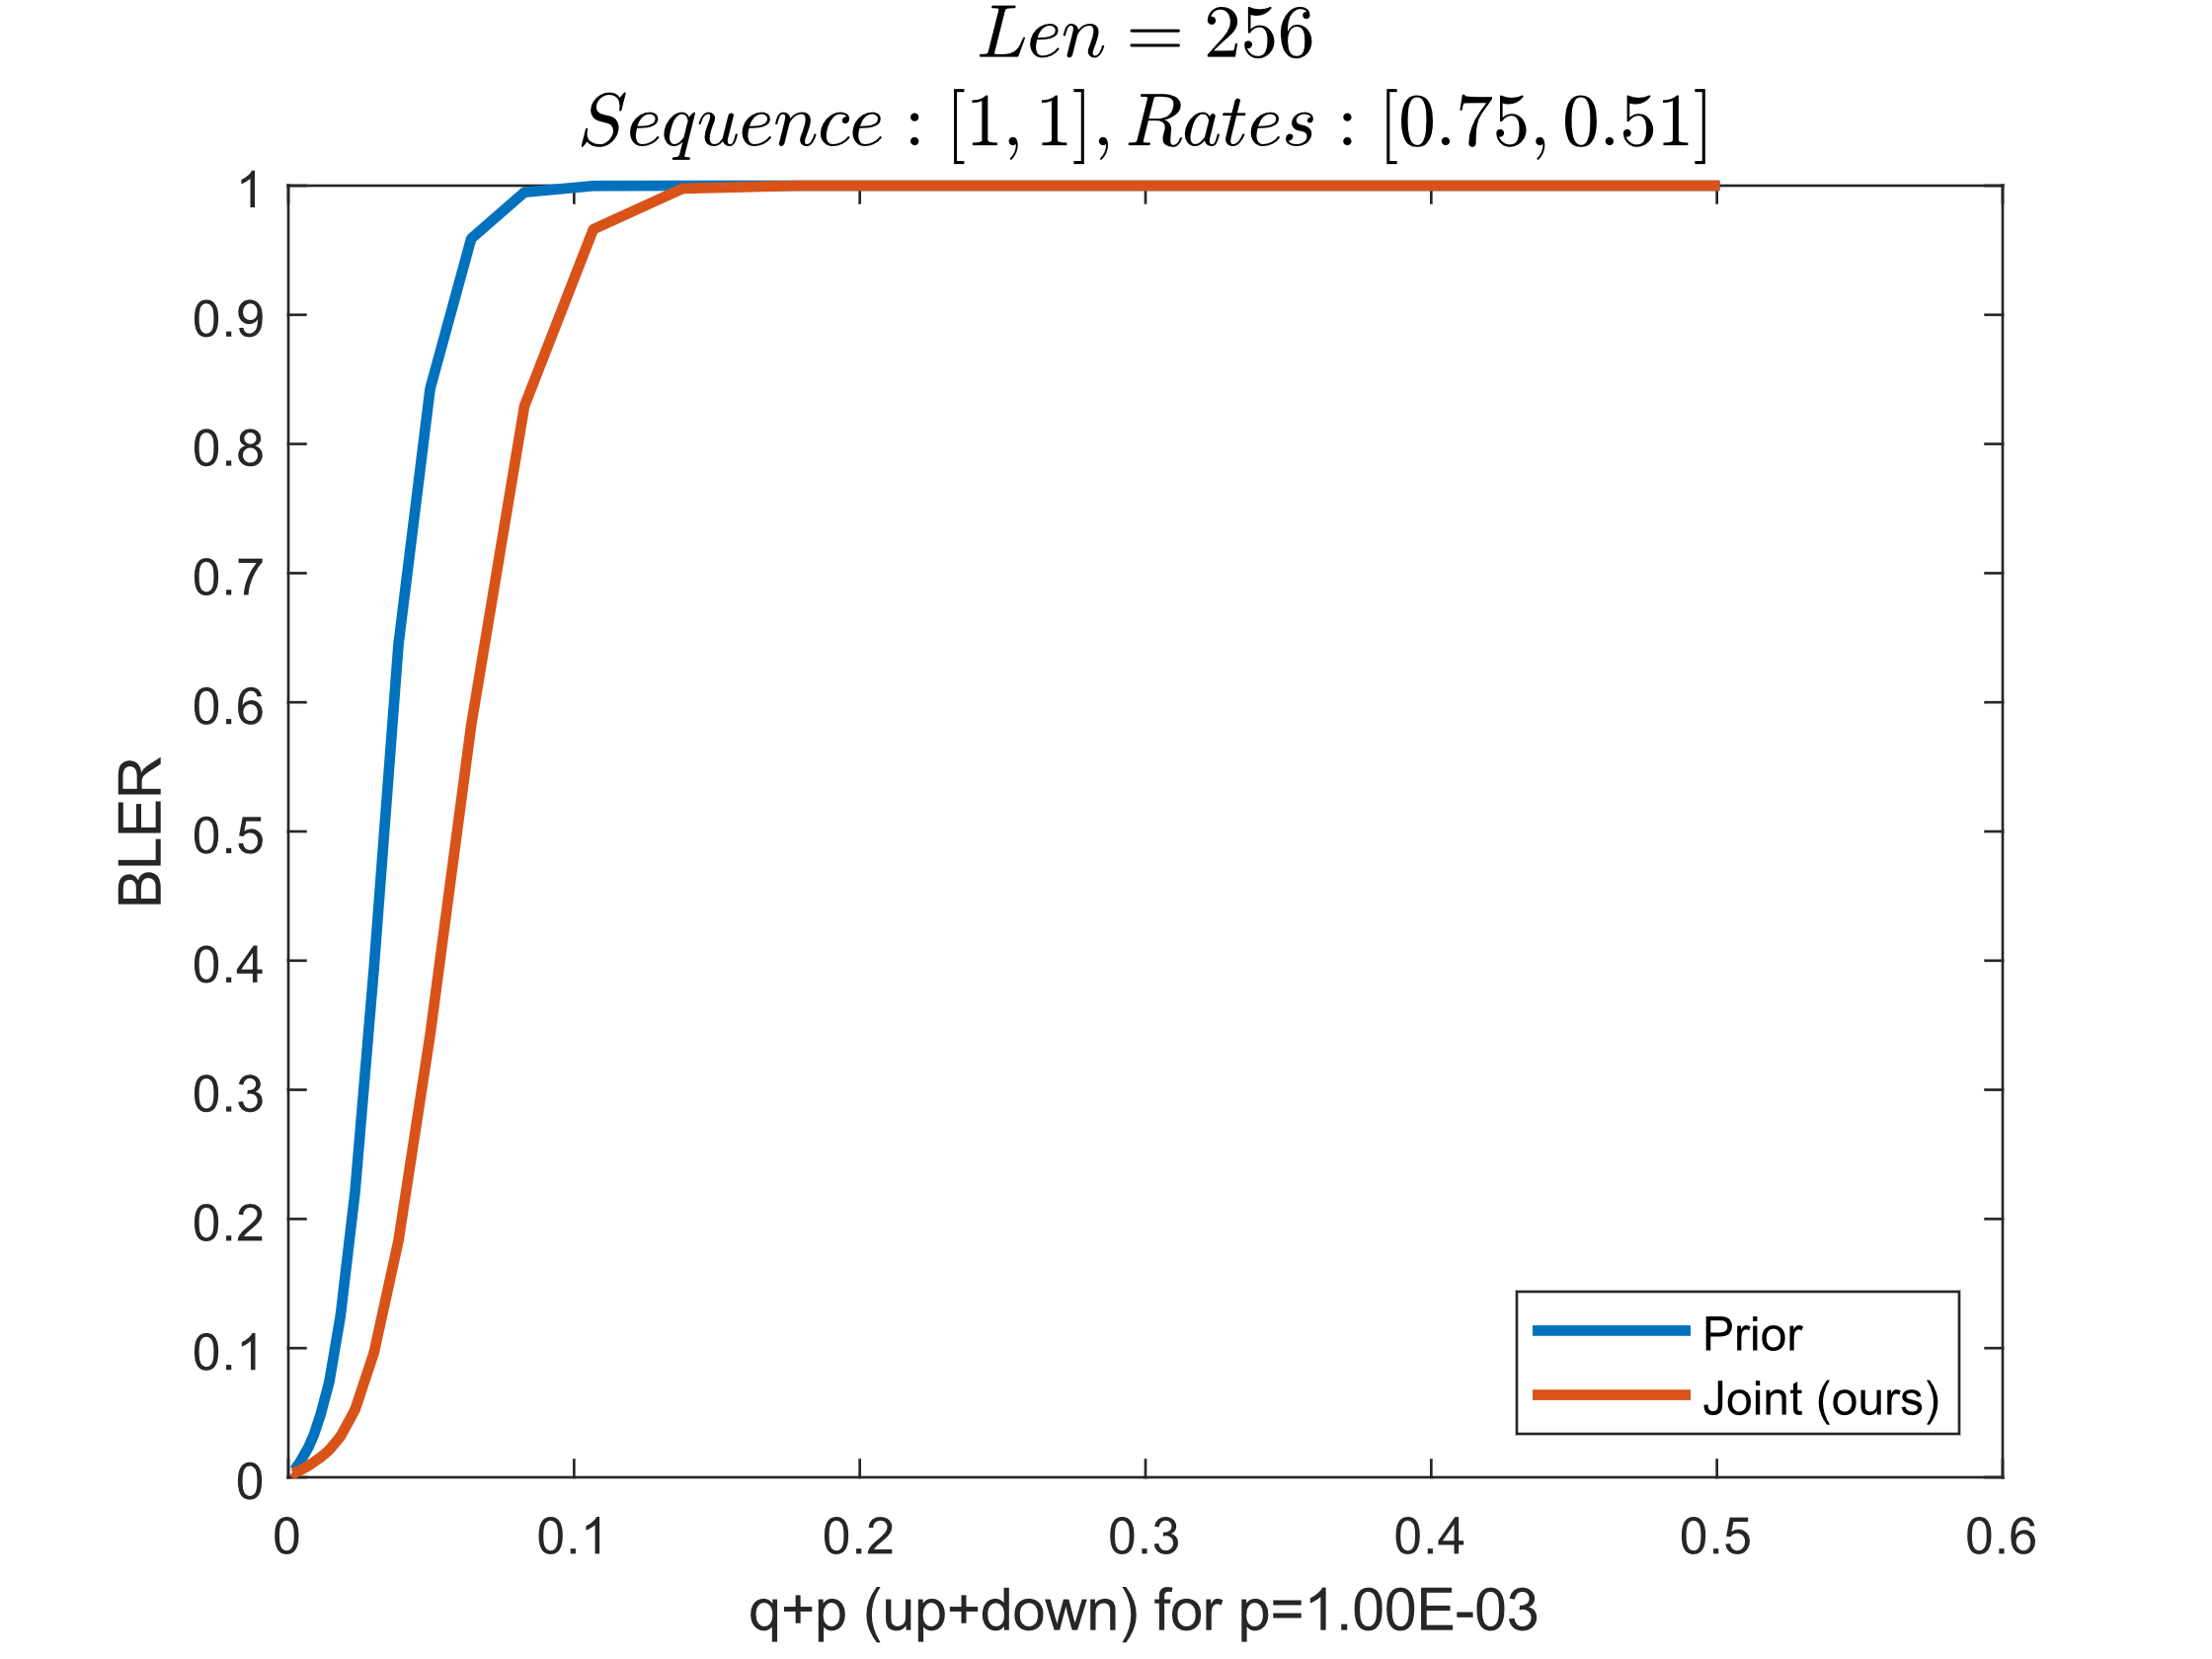 Len = 256
Sequence : [1, 1], Rates : [0.75, 0.51]
1
0.9
0.8
0.7
0.6
0.5
0.4
0.3
0.2
0.1
0
BLER
Prior
Joint (ours)
0 0.1 0.2 0.3 0.4 0.5 0.6
q+p (up+down) for p=1.00E-03